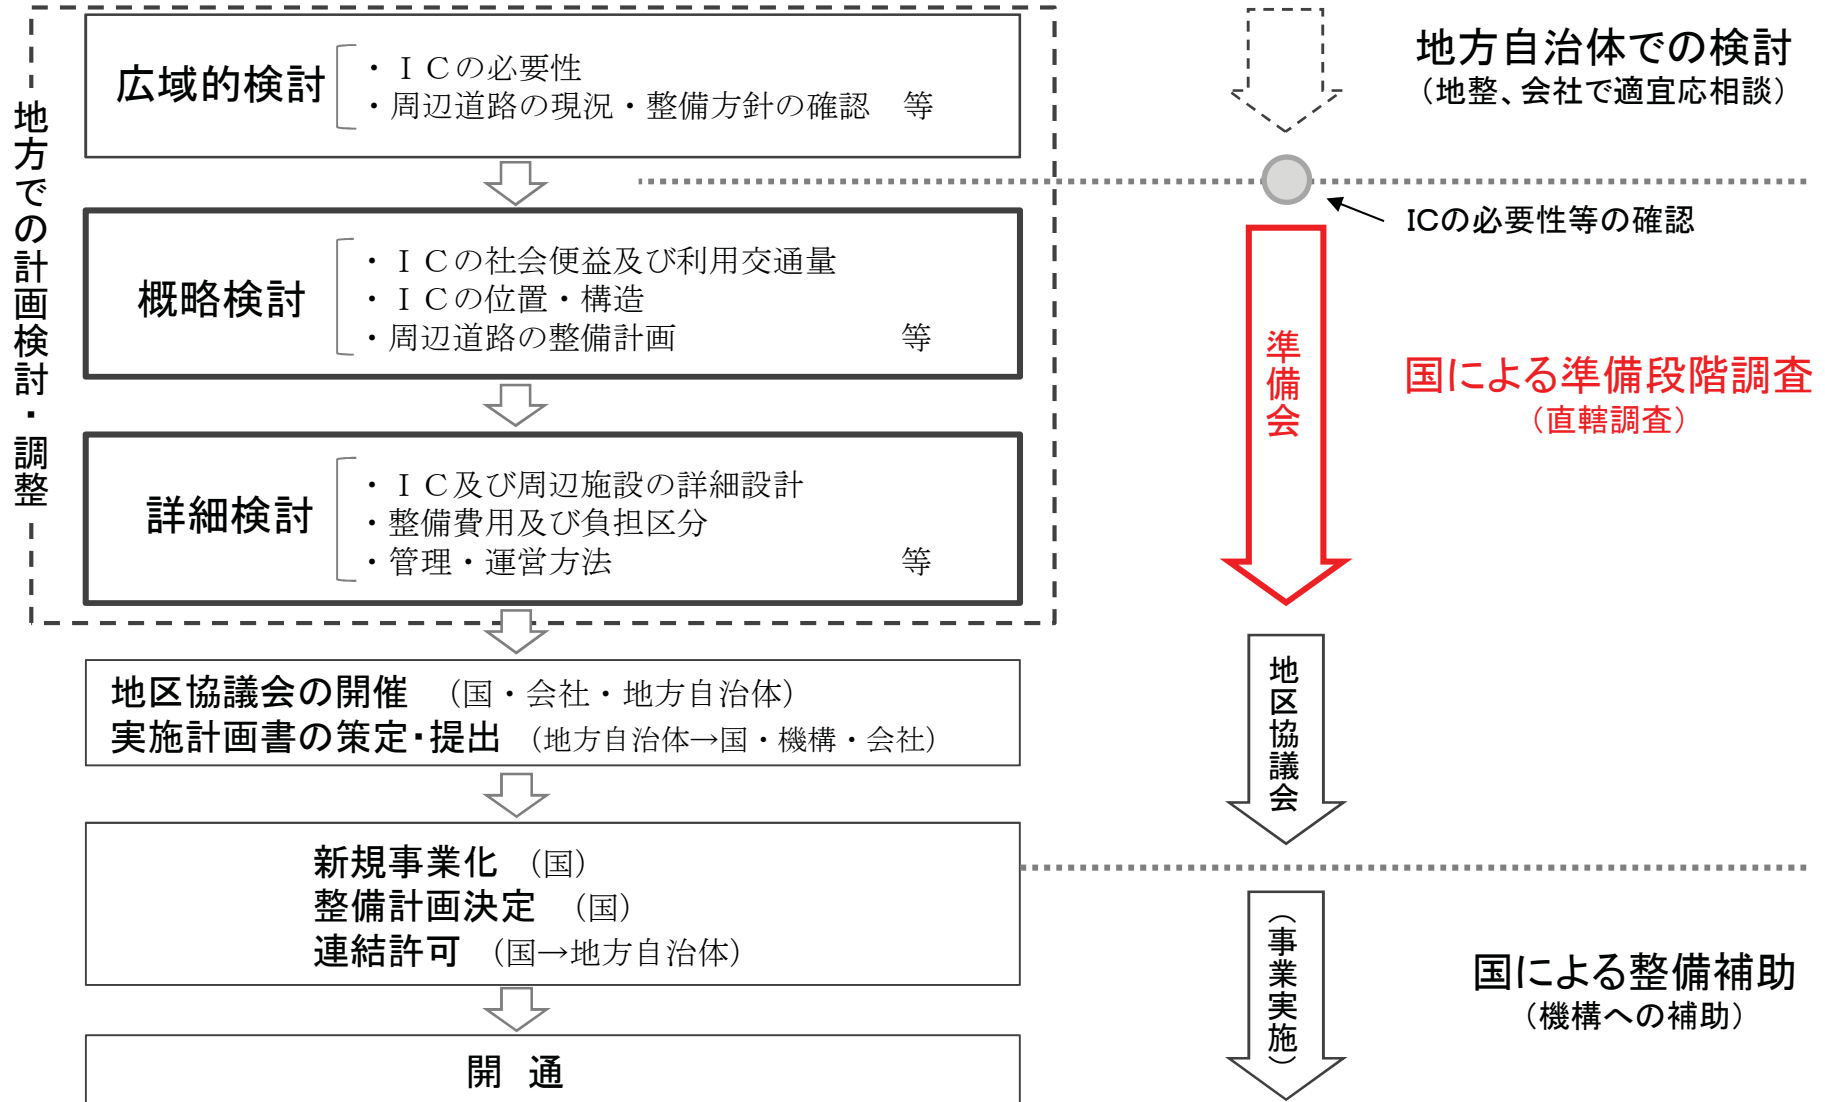 地方での計画検討・調整
広域的検討
・ＩＣの必要性
・周辺道路の現況・整備方針の確認　等
概略検討
・ＩＣの社会便益及び利用交通量
・ＩＣの位置・構造
・周辺道路の整備計画　等
詳細検討
・ＩＣ及び周辺施設の詳細設計
・整備費用及び負担区分
・管理・運営方法　等
地区協議会の開催　（国・会社・地方自治体）
実施計画書の策定・提出　（地方自治体→国・機構・会社）
新規事業化　（国）
整備計画決定　（国）
連結許可　（国→地方自治体）
開　通
地方自治体での検討
（地整、会社で適宜応相談）
ICの必要性等の確認
準備会
国による準備段階調査
（直轄調査）
地区協議会
（事業実施）
国による整備補助
（機構への補助）